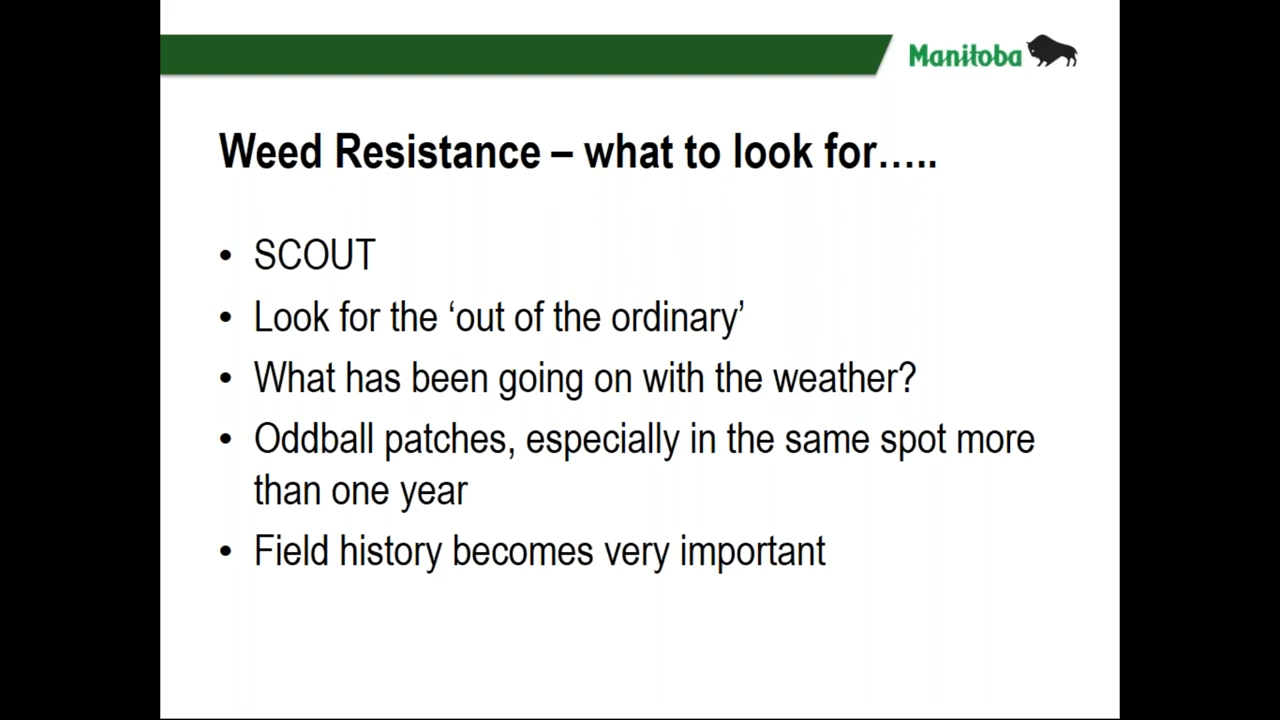 Manitoba
Weed Resistance – what to look for…..
• SCOUT
• Look for the ‘out of the ordinary’
• What has been going on with the weather?
• Oddball patches, especially in the same spot more
than one year
• Field history becomes very important